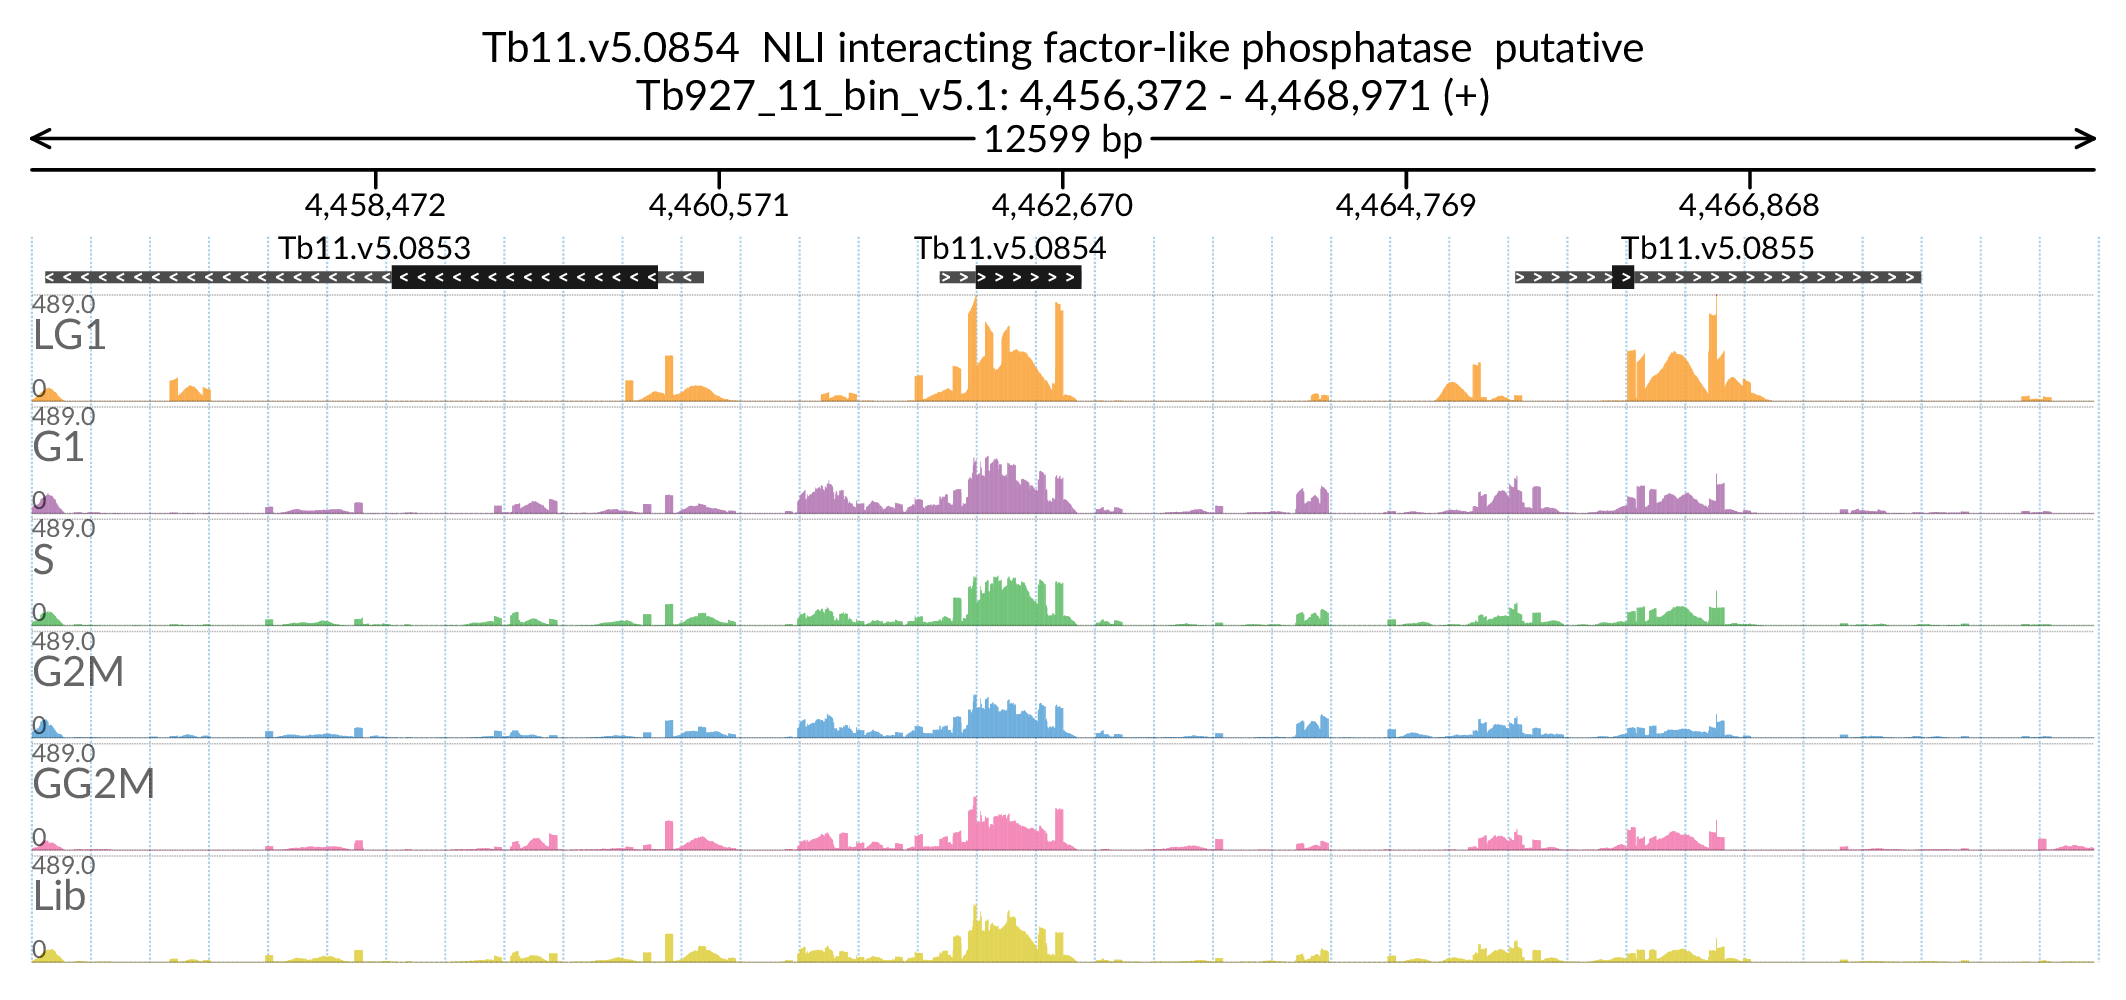 Tb11.v5.0854  NLI interacting factor-like phosphatase  putative
Tb927_11_bin_v5.1: 4,456,372 - 4,468,971 (+)
12599 bp
4,458,472 4,460,571 4,462,670 4,464,769 4,466,868
Tb11.v5.0853 Tb11.v5.0854 Tb11.v5.0855
489.0
LG1
0
489.0
G1
0
489.0
S
0
489.0
G2M
0
489.0
GG2M
0
489.0
Lib
0